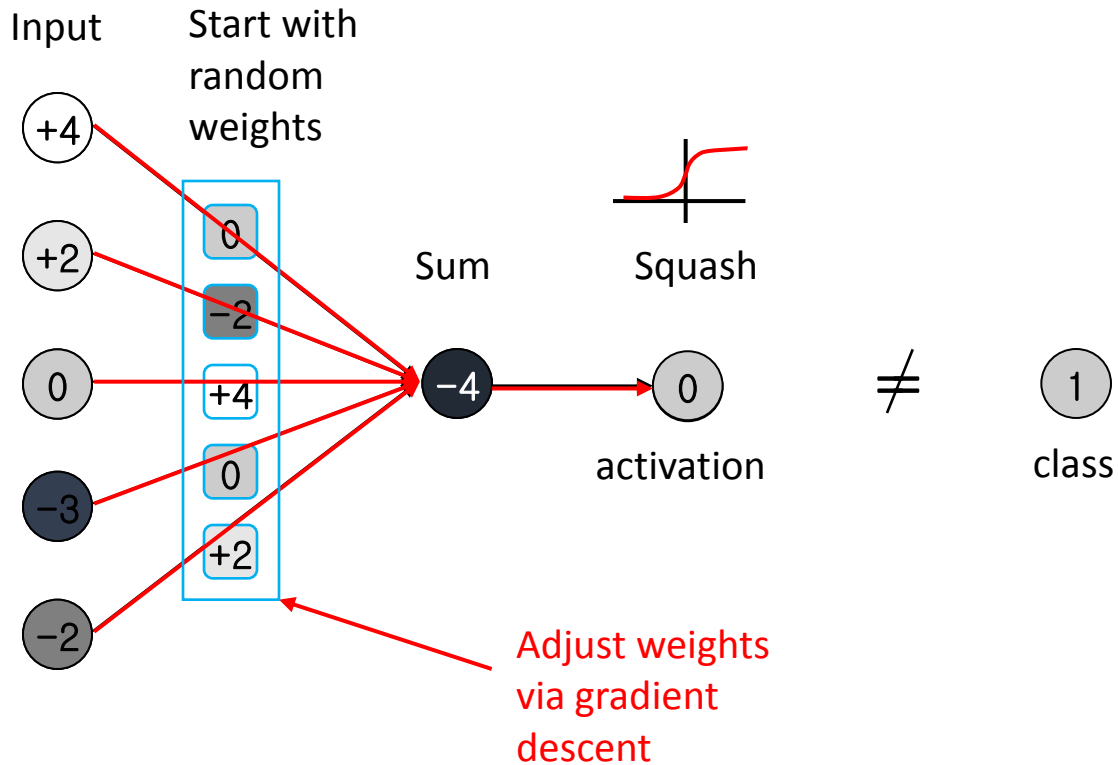 Input
Start with
random
weights
+4
+2
0
−3
−2
0
−2
+4
0
+2
Sum
−4
Squash
0
activation
≠
1
class
Adjust weights
via gradient
descent